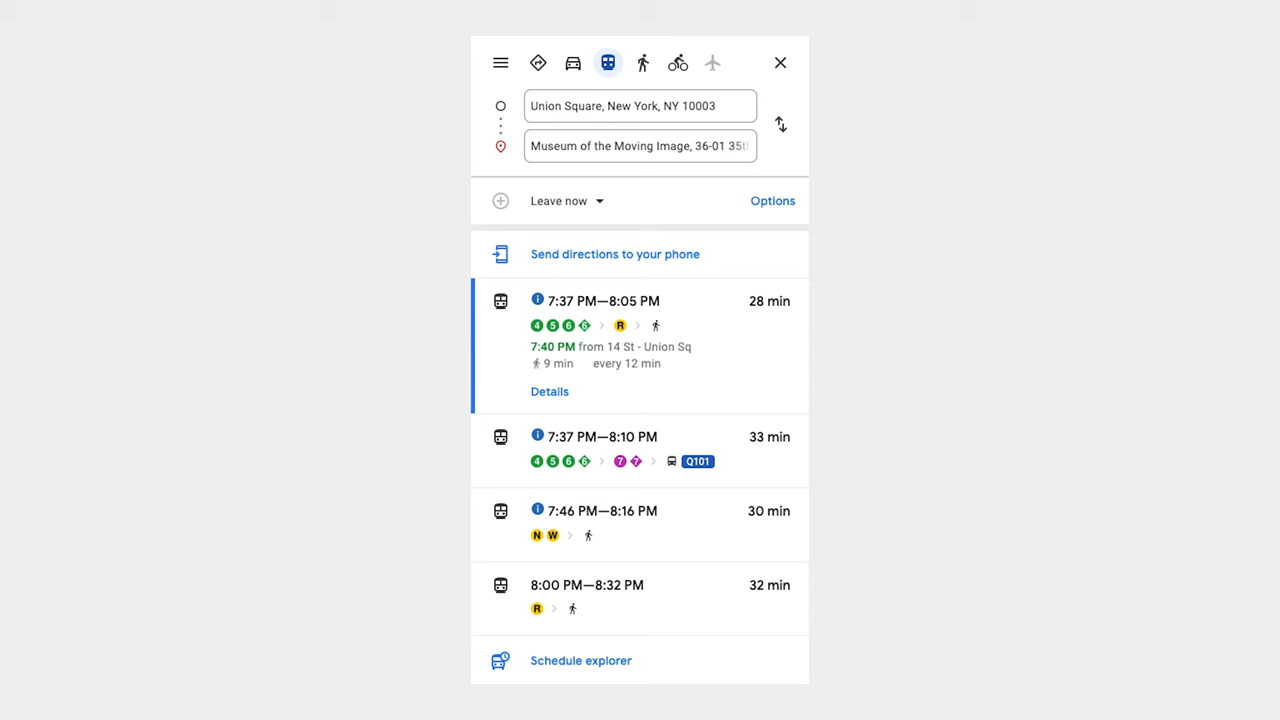 Union Square, New York, NY 10003
Museum of the Moving Image, 36-01 35t
Leave now
Options
Send directions to your phone
7:37 PM—8:05 PM 28 min
4 5 6 6 R
7:40 PM from 14 St - Union Sq
9 min every 12 min
Details
7:37 PM—8:10 PM 33 min
4 5 6 6 7 7 Q101
7:46 PM—8:16 PM 30 min
N W
8:00 PM—8:32 PM 32 min
R
Schedule explorer